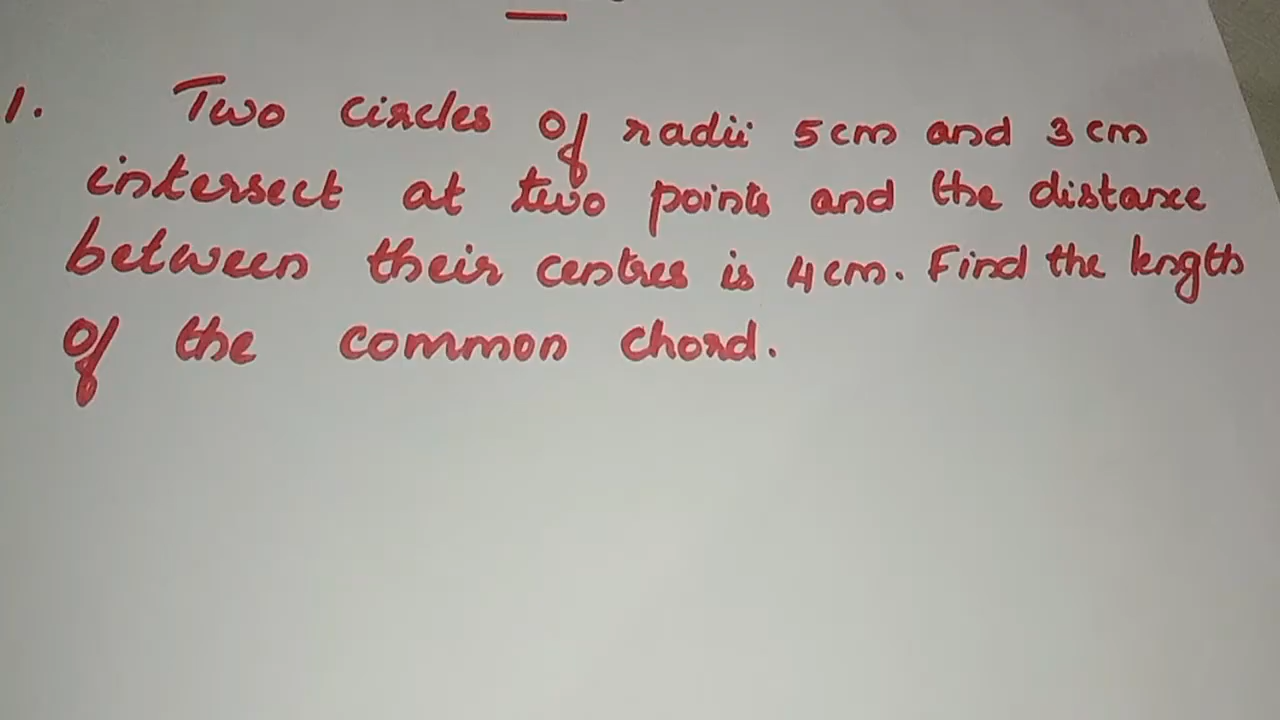 1. Two circles of radii 5cm and 3cm
intersect at two points and the distance
between their centres is 4cm. Find the length
of the common chord.